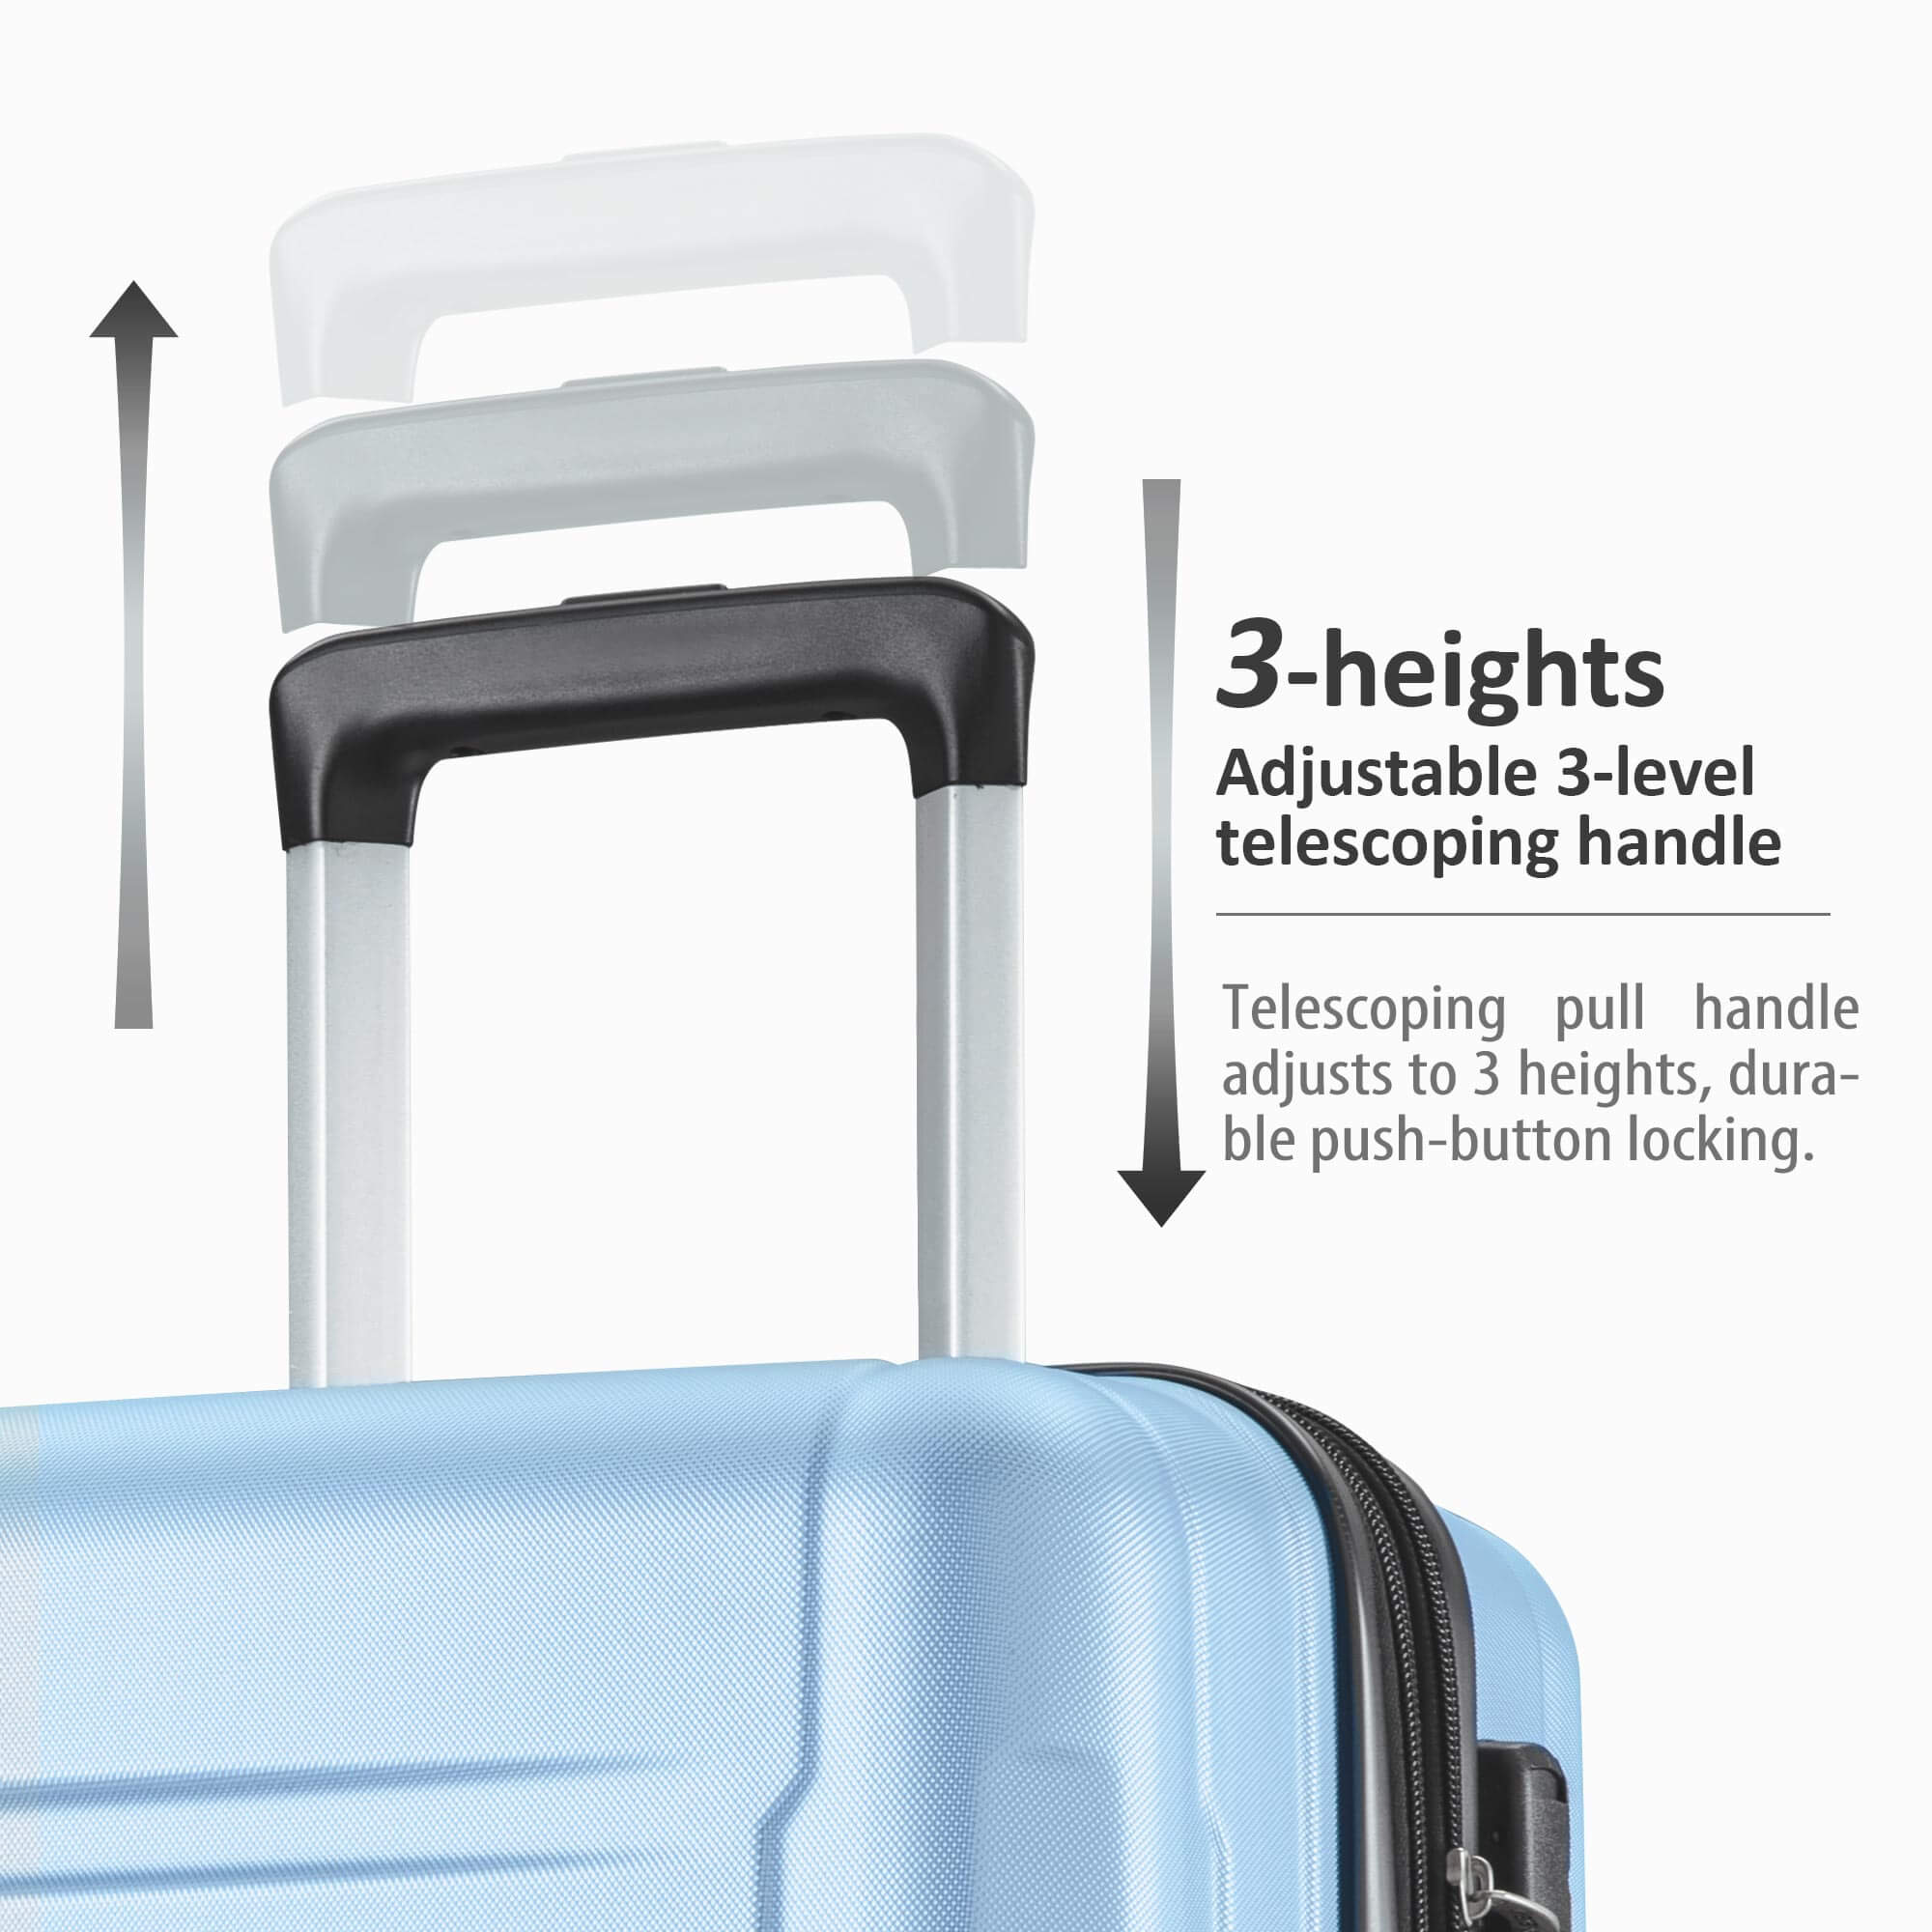 3-heights
Adjustable 3-level
telescoping handle
Telescoping pull handle
adjusts to 3 heights, dura-
ble push-button locking.